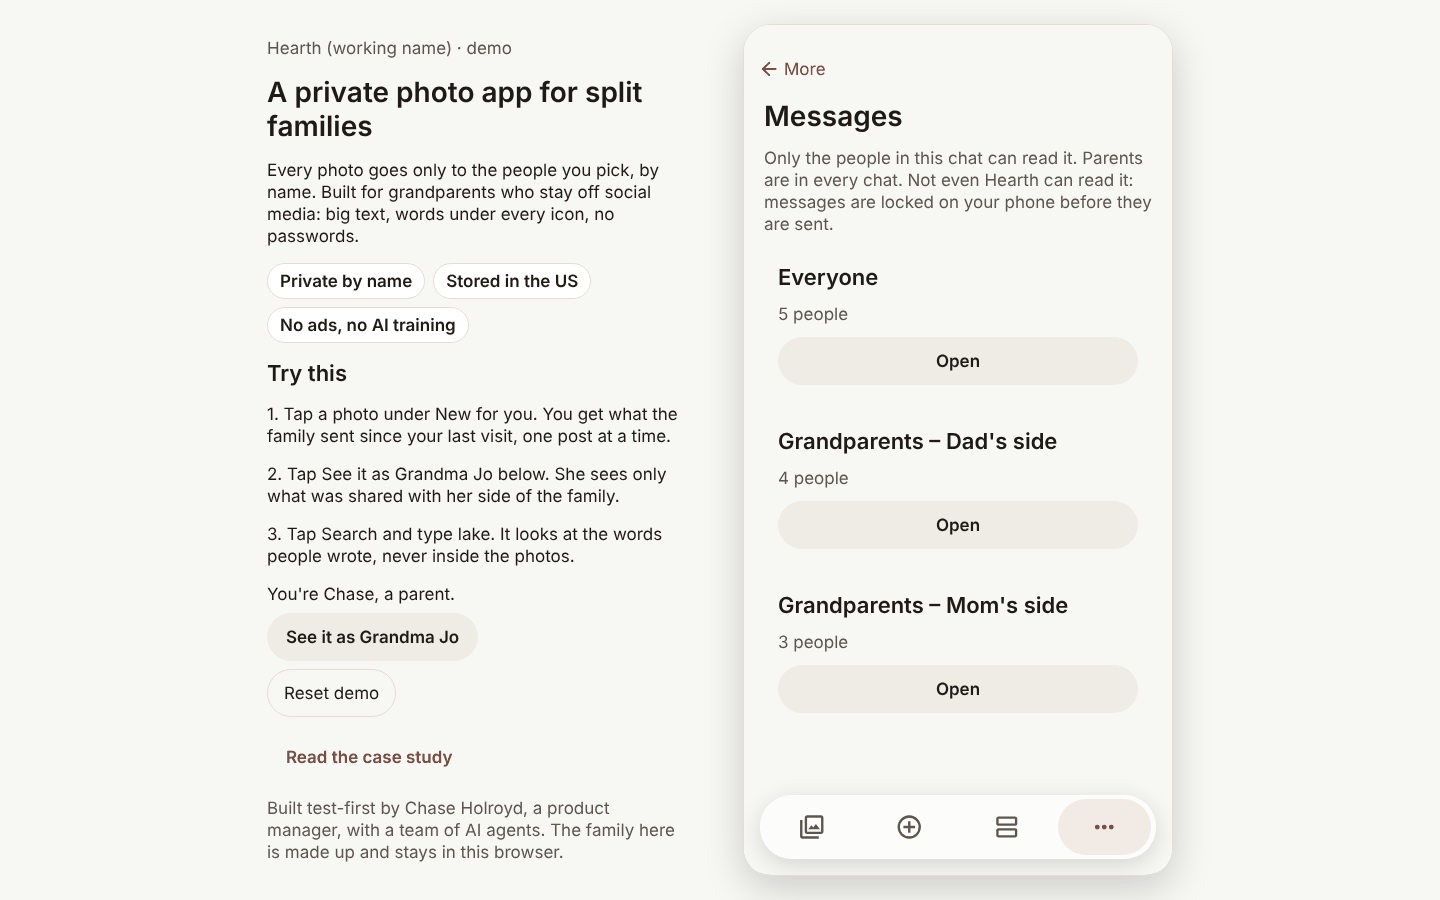 Hearth (working name) · demo
A private photo app for split
families
Every photo goes only to the people you pick, by
name. Built for grandparents who stay off social
media: big text, words under every icon, no
passwords.
Private by name
Stored in the US
No ads, no AI training
Try this
1. Tap a photo under New for you. You get what the
family sent since your last visit, one post at a time.
2. Tap See it as Grandma Jo below. She sees only
what was shared with her side of the family.
3. Tap Search and type lake. It looks at the words
people wrote, never inside the photos.
You're Chase, a parent.
See it as Grandma Jo
Reset demo
Read the case study
Built test-first by Chase Holroyd, a product
manager, with a team of AI agents. The family here
is made up and stays in this browser.
More
Messages
Only the people in this chat can read it. Parents
are in every chat. Not even Hearth can read it:
messages are locked on your phone before they
are sent.
Everyone
5 people
Open
Grandparents – Dad's side
4 people
Open
Grandparents – Mom's side
3 people
Open